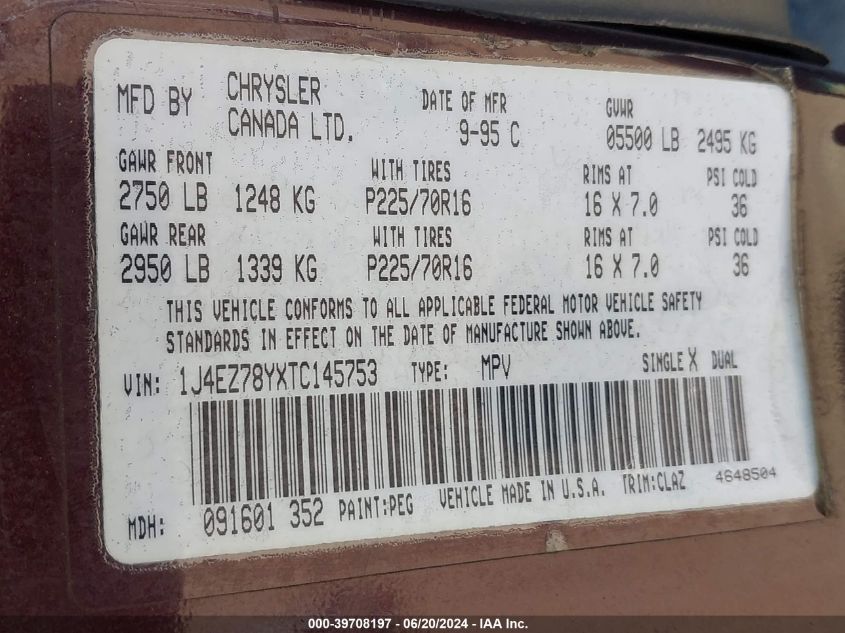 MFD BY CHRYSLER CANADA LTD. DATE OF MFR 9-95 C GVWR 05500 LB 2495 KG
GAWR FRONT WITH TIRES RIMS AT PSI COLD
2750 LB 1248 KG P225/70R16 16 X 7.0 36
GAWR REAR WITH TIRES RIMS AT PSI COLD
2950 LB 1339 KG P225/70R16 16 X 7.0 36
THIS VEHICLE CONFORMS TO ALL APPLICABLE FEDERAL MOTOR VEHICLE SAFETY
STANDARDS IN EFFECT ON THE DATE OF MANUFACTURE SHOWN ABOVE.
VIN: 1J4EZ78YXTC145753 TYPE: MPV SINGLE X DUAL
MDH: 091601 352 PAINT:PEG VEHICLE MADE IN U.S.A. TRIM:CLAZ 4648504
000-39708197 - 06/20/2024 - IAA Inc.